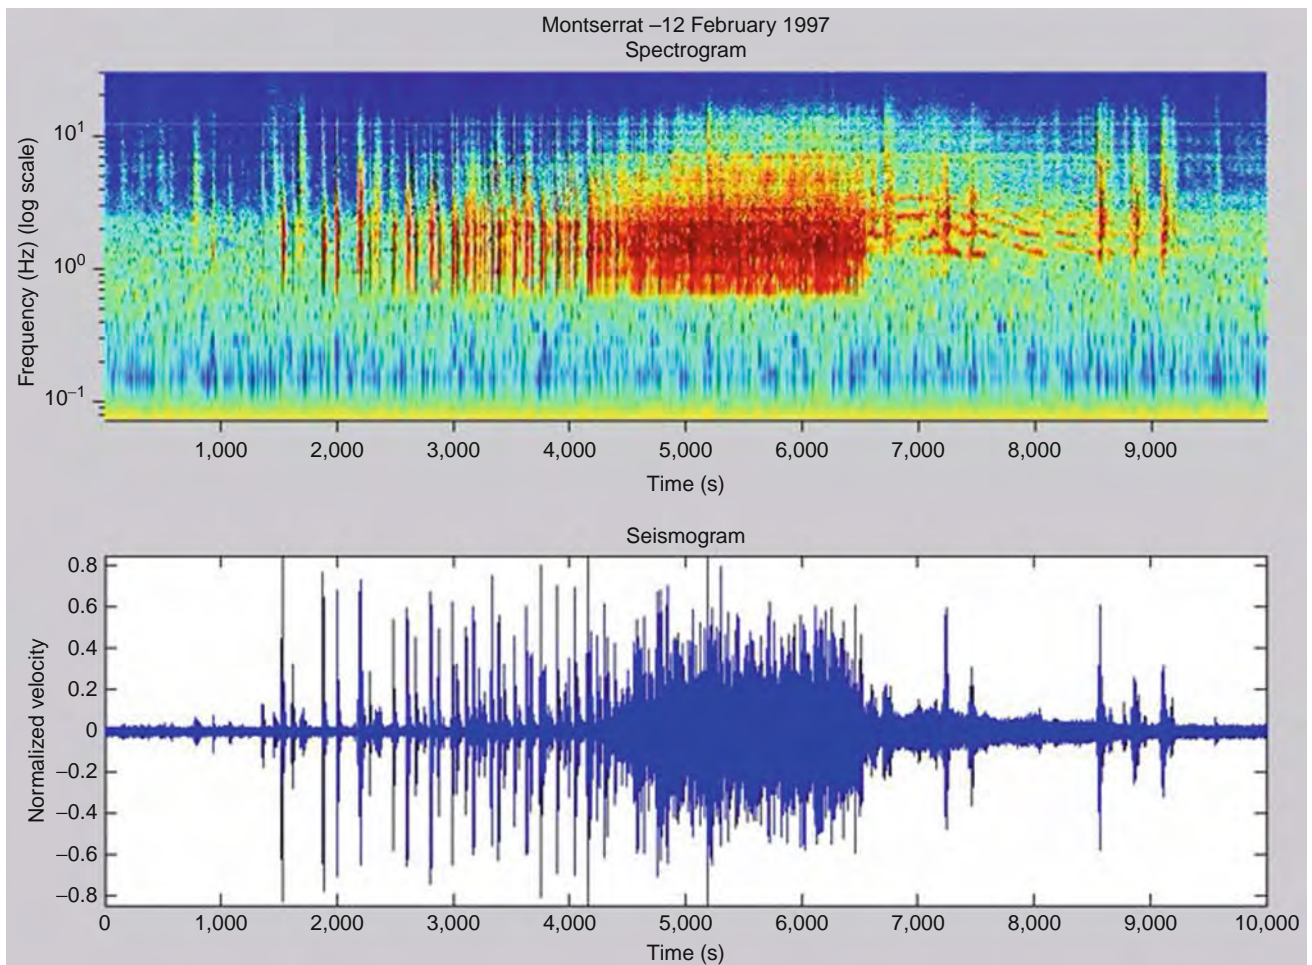 Montserrat –12 February 1997
Spectrogram
Frequency (Hz) (log scale)
10¹
10⁰
10⁻¹
1,000 2,000 3,000 4,000 5,000 6,000 7,000 8,000 9,000
Time (s)
Seismogram
Normalized velocity
0.8
0.6
0.4
0.2
0
–0.2
–0.4
–0.6
–0.8
0 1,000 2,000 3,000 4,000 5,000 6,000 7,000 8,000 9,000 10,000
Time (s)